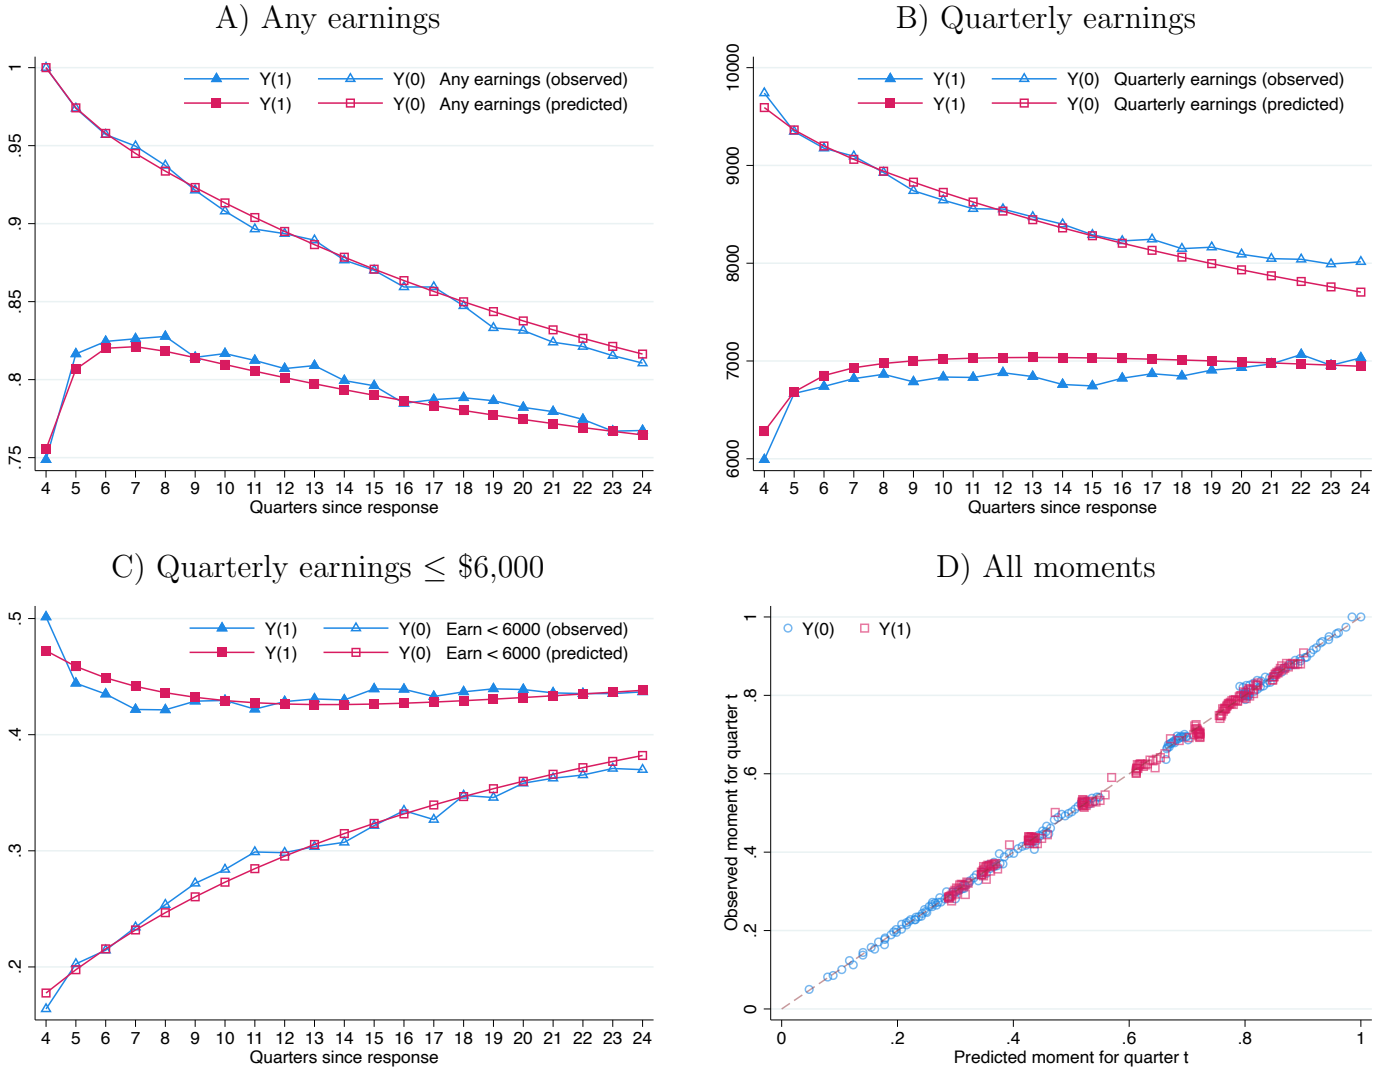 A) Any earnings
1
.95
.9
.85
.8
.75
Y(1) Y(0) Any earnings (observed)
Y(1) Y(0) Any earnings (predicted)
4 5 6 7 8 9 10 11 12 13 14 15 16 17 18 19 20 21 22 23 24
Quarters since response
B) Quarterly earnings
10000
9000
8000
7000
6000
Y(1) Y(0) Quarterly earnings (observed)
Y(1) Y(0) Quarterly earnings (predicted)
4 5 6 7 8 9 10 11 12 13 14 15 16 17 18 19 20 21 22 23 24
Quarters since response
C) Quarterly earnings ≤ $6,000
.5
.4
.3
.2
Y(1) Y(0) Earn < 6000 (observed)
Y(1) Y(0) Earn < 6000 (predicted)
4 5 6 7 8 9 10 11 12 13 14 15 16 17 18 19 20 21 22 23 24
Quarters since response
D) All moments
Observed moment for quarter t
1
.8
.6
.4
.2
0
Y(0) Y(1)
0 .2 .4 .6 .8 1
Predicted moment for quarter t